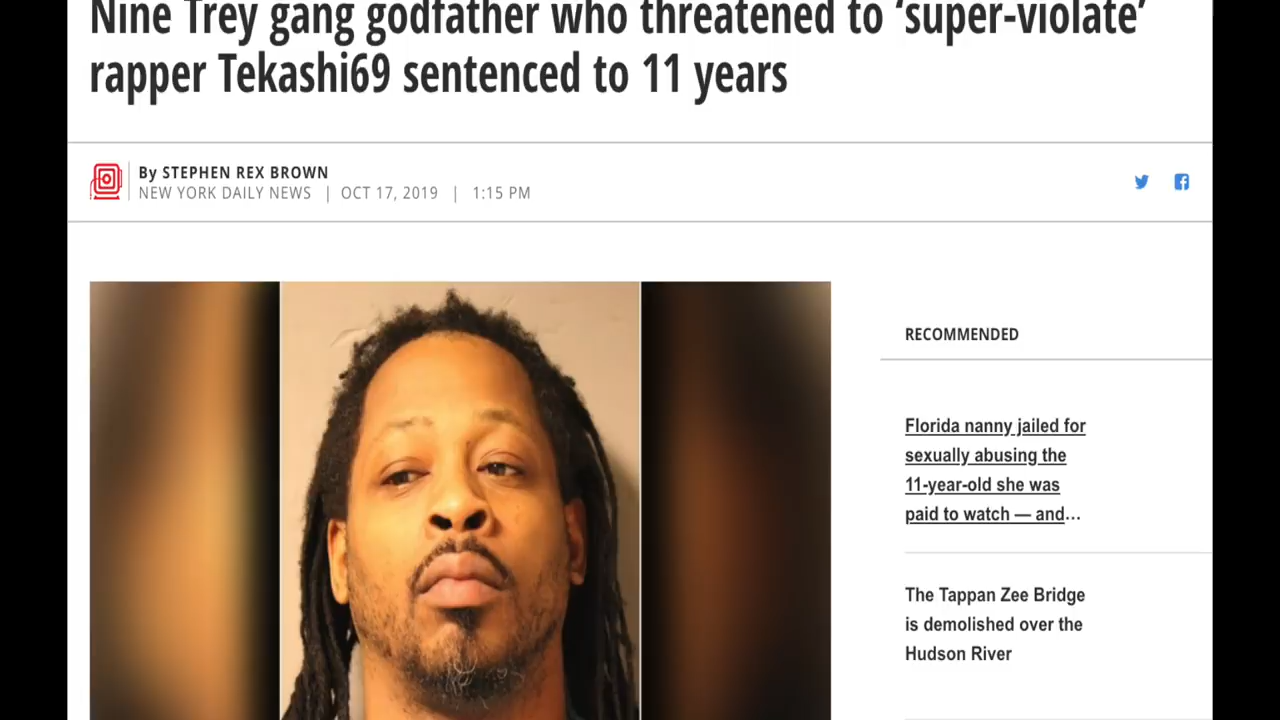 Nine Trey gang godfather who threatened to ‘super-violate’
rapper Tekashi69 sentenced to 11 years
By STEPHEN REX BROWN
NEW YORK DAILY NEWS | OCT 17, 2019 | 1:15 PM
RECOMMENDED
Florida nanny jailed for
sexually abusing the
11-year-old she was
paid to watch — and...
The Tappan Zee Bridge
is demolished over the
Hudson River